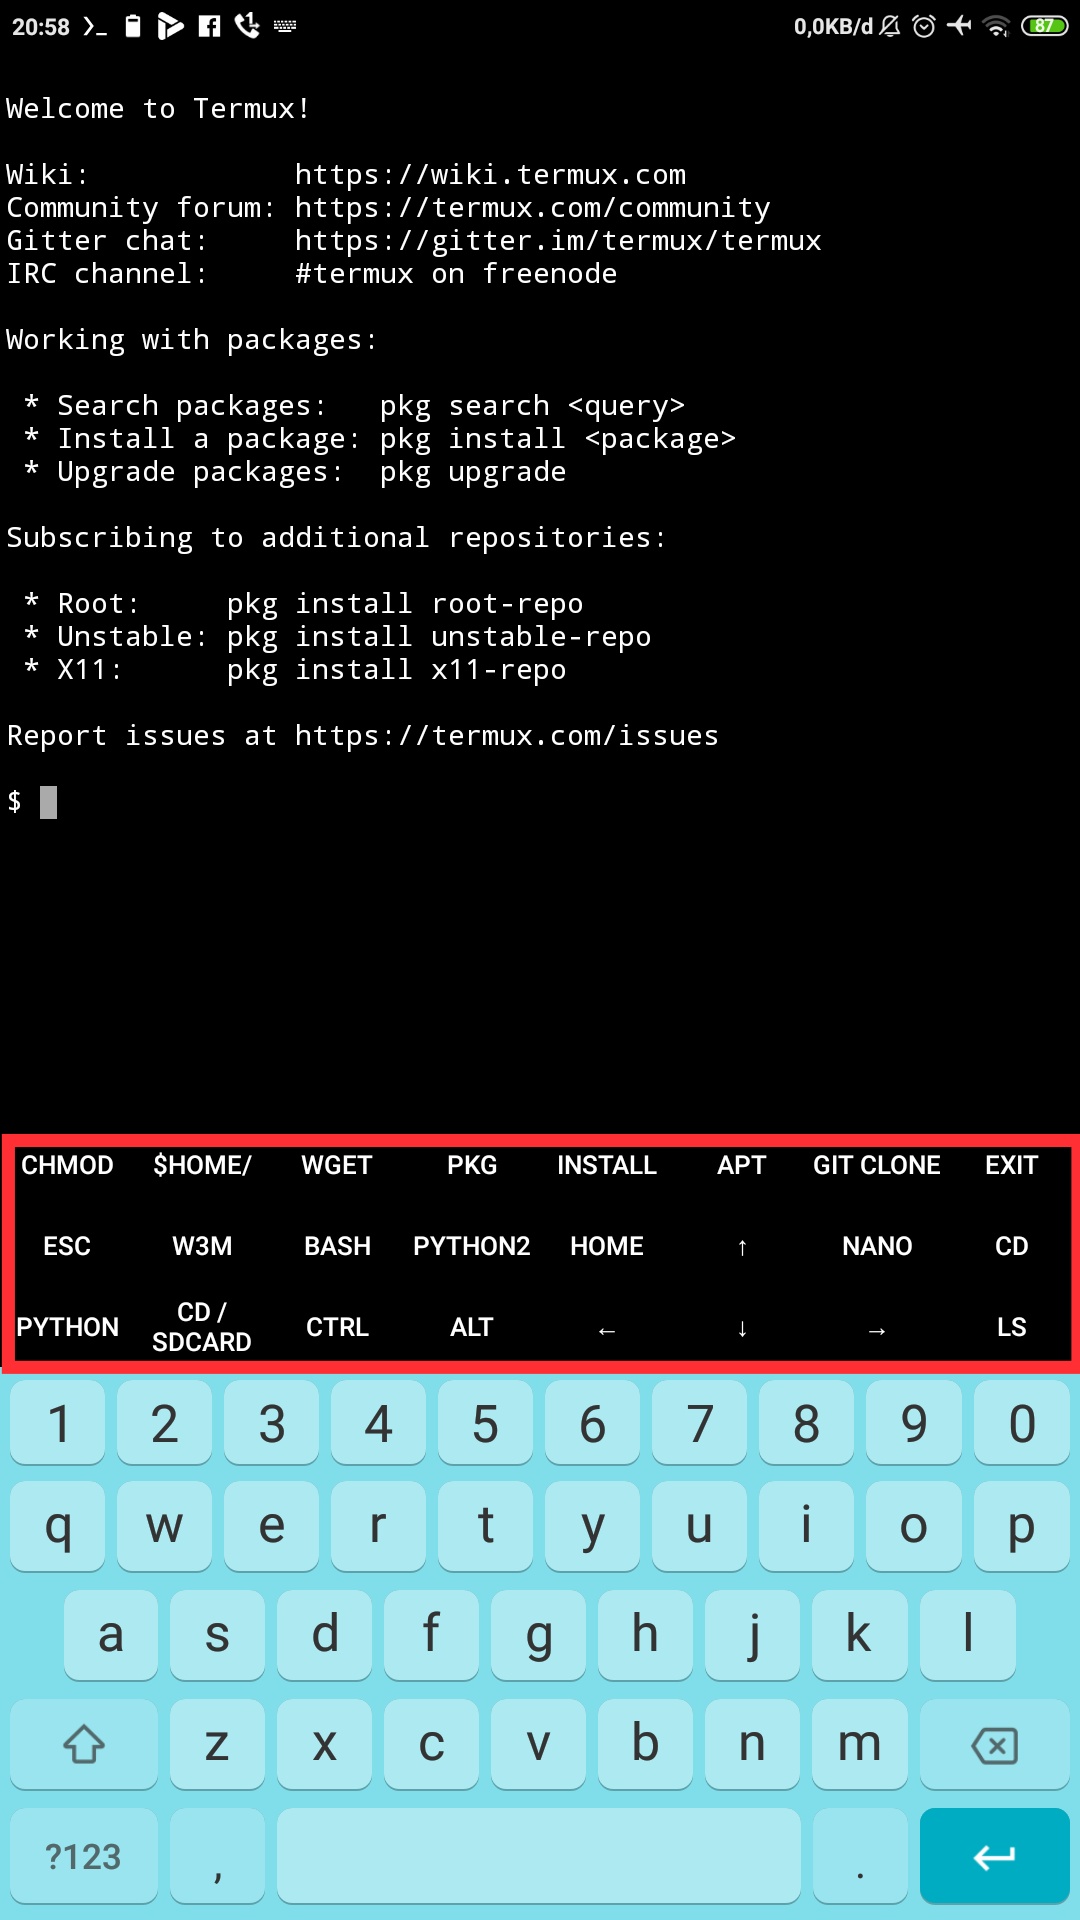 20:58 0,0KB/d 87
Welcome to Termux!
Wiki: https://wiki.termux.com
Community forum: https://termux.com/community
Gitter chat: https://gitter.im/termux/termux
IRC channel: #termux on freenode
Working with packages:
* Search packages: pkg search <query>
* Install a package: pkg install <package>
* Upgrade packages: pkg upgrade
Subscribing to additional repositories:
* Root: pkg install root-repo
* Unstable: pkg install unstable-repo
* X11: pkg install x11-repo
Report issues at https://termux.com/issues
$
CHMOD $HOME/ WGET PKG INSTALL APT GIT CLONE EXIT
ESC W3M BASH PYTHON2 HOME ↑ NANO CD
PYTHON CD / SDCARD CTRL ALT ← ↓ → LS
1 2 3 4 5 6 7 8 9 0
q w e r t y u i o p
a s d f g h j k l
z x c v b n m
?123 , .